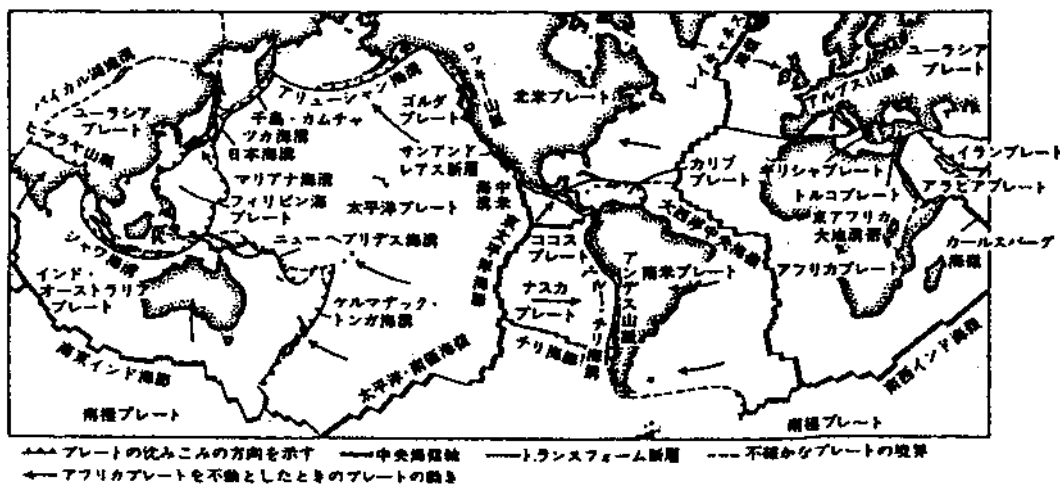 バイカル湖地溝
ユーラシア
プレート
ヒマラヤ山脈
アリューシャン海溝
千島・カムチャ
ツカ海溝
日本海溝
マリアナ海溝
フィリピン海
プレート
太平洋プレート
ゴルダ
プレート
サンアンド
レアス断層
ロッキー
山脈
北米プレート
中米
海溝
カリブ
プレート
ユーラシア
プレート
アルプス山脈
ギリシャプレート
トルコプレート
イランプレート
アラビアプレート
東アフリカ
大地溝帯
カールスバーグ
海嶺
アフリカプレート
大西洋中央海嶺
ココス
プレート
ナスカ
プレート
ペルー・チリ海溝
アンデス山脈
南米プレート
東太平洋海膨
チリ海嶺
ニューヘブリデス海溝
ジャワ海溝
インド・
オーストラリア
プレート
ケルマデック・
トンガ海溝
太平洋・南極海嶺
南東インド海嶺
南西インド海嶺
南極プレート
南極プレート
プレートの沈みこみの方向を示す
中央海嶺軸
トランスフォーム断層
不確かなプレートの境界
アフリカプレートを不動としたときのプレートの動き